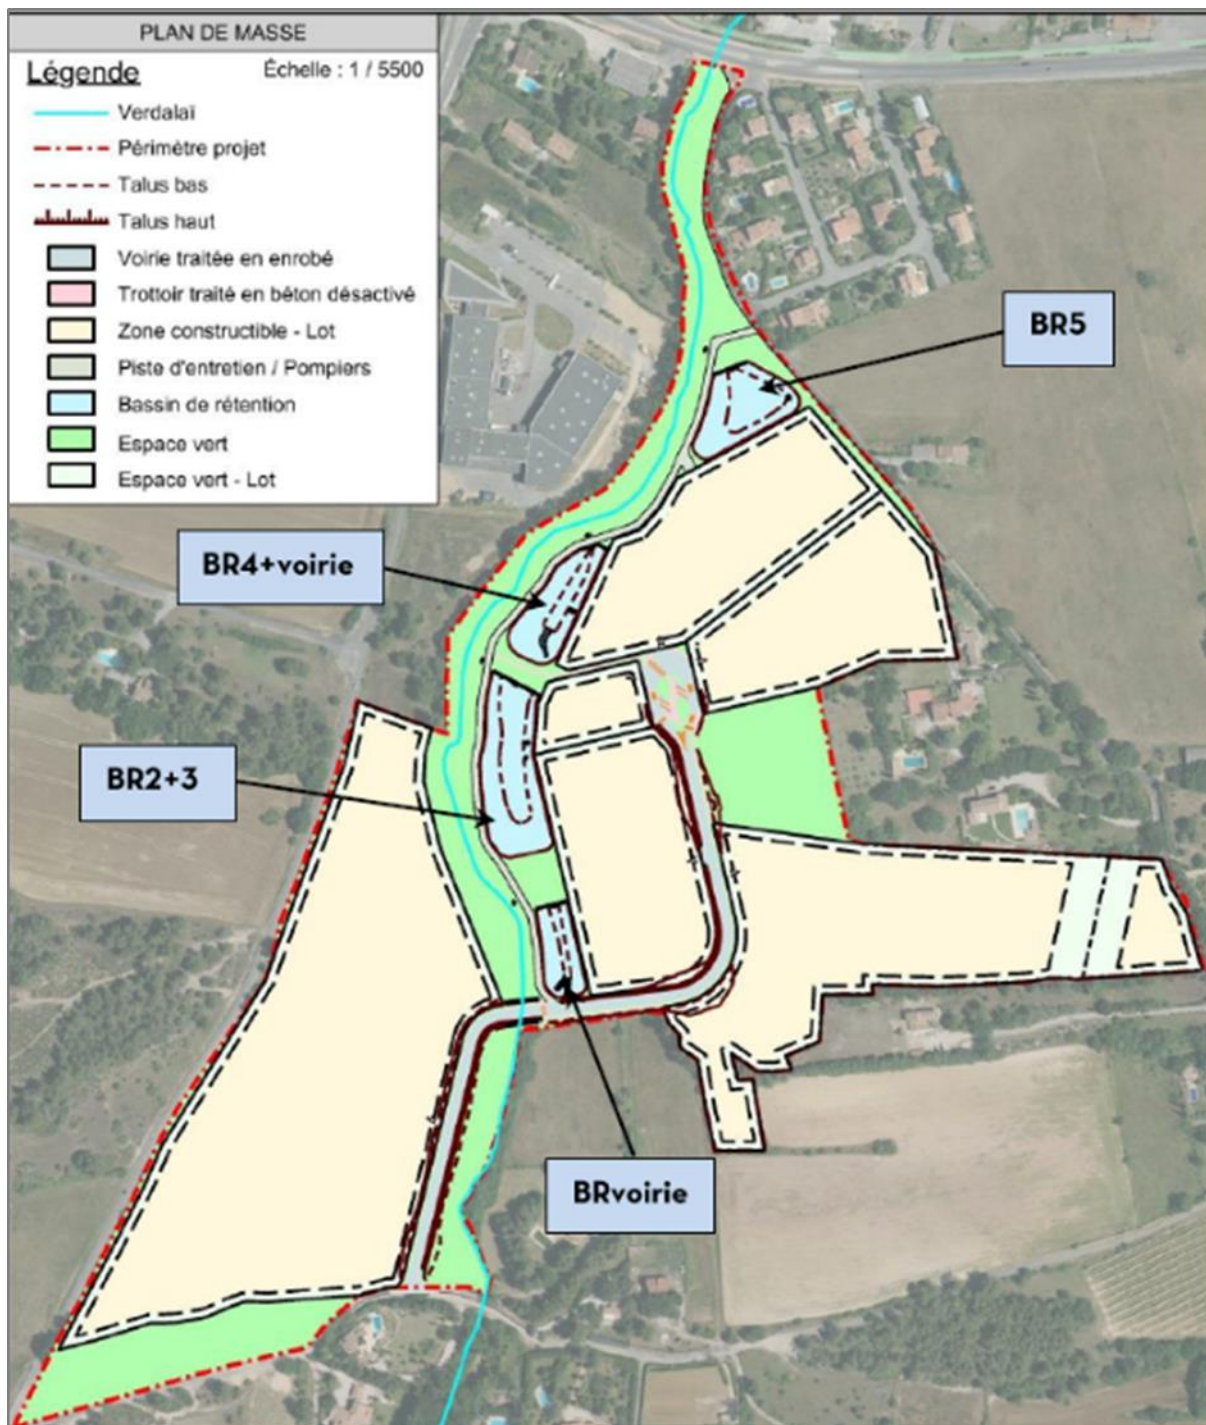 PLAN DE MASSE
Légende
Échelle : 1 / 5500
Verdalaï
Périmètre projet
Talus bas
Talus haut
Voirie traitée en enrobé
Trottoir traité en béton désactivé
Zone constructible - Lot
Piste d'entretien / Pompiers
Bassin de rétention
Espace vert
Espace vert - Lot
BR5
BR4+voirie
BR2+3
BRvoirie